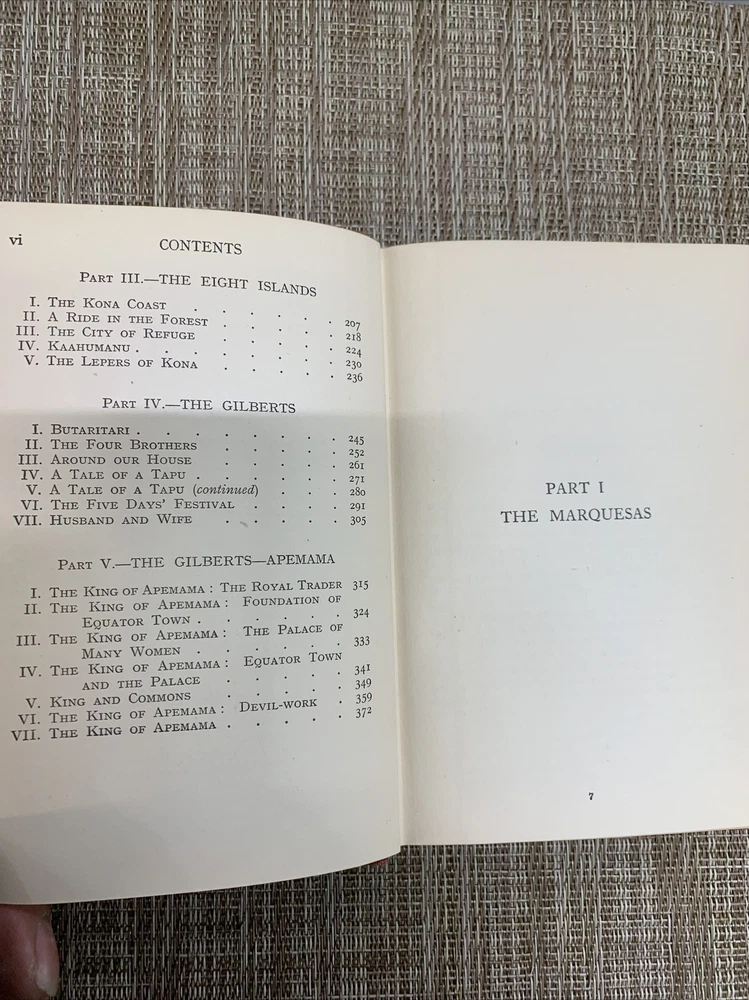 vi CONTENTS
Part III.—THE EIGHT ISLANDS
I. The Kona Coast . . . . . . 207
II. A Ride in the Forest . . . . . 218
III. The City of Refuge . . . . . 224
IV. Kaahumanu . . . . . . . 230
V. The Lepers of Kona . . . . . 236
Part IV.—THE GILBERTS
I. Butaritari . . . . . . . 245
II. The Four Brothers . . . . . 252
III. Around our House . . . . . 261
IV. A Tale of a Tapu . . . . . . 271
V. A Tale of a Tapu (continued) . . . 280
VI. The Five Days' Festival . . . . 291
VII. Husband and Wife . . . . . 305
Part V.—THE GILBERTS—APEMAMA
I. The King of Apemama : The Royal Trader 315
II. The King of Apemama : Foundation of
Equator Town . . . . . . 324
III. The King of Apemama : The Palace of
Many Women . . . . . . 333
IV. The King of Apemama : Equator Town
and the Palace . . . . . 341
V. King and Commons . . . . . 349
VI. The King of Apemama : Devil-work . 359
VII. The King of Apemama . . . . . 372
PART I
THE MARQUESAS
7